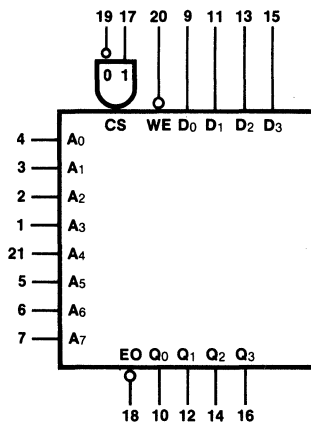 19 17 20 9 11 13 15
0 1
CS WE D0 D1 D2 D3
4 A0
3 A1
2 A2
1 A3
21 A4
5 A5
6 A6
7 A7
EO Q0 Q1 Q2 Q3
18 10 12 14 16